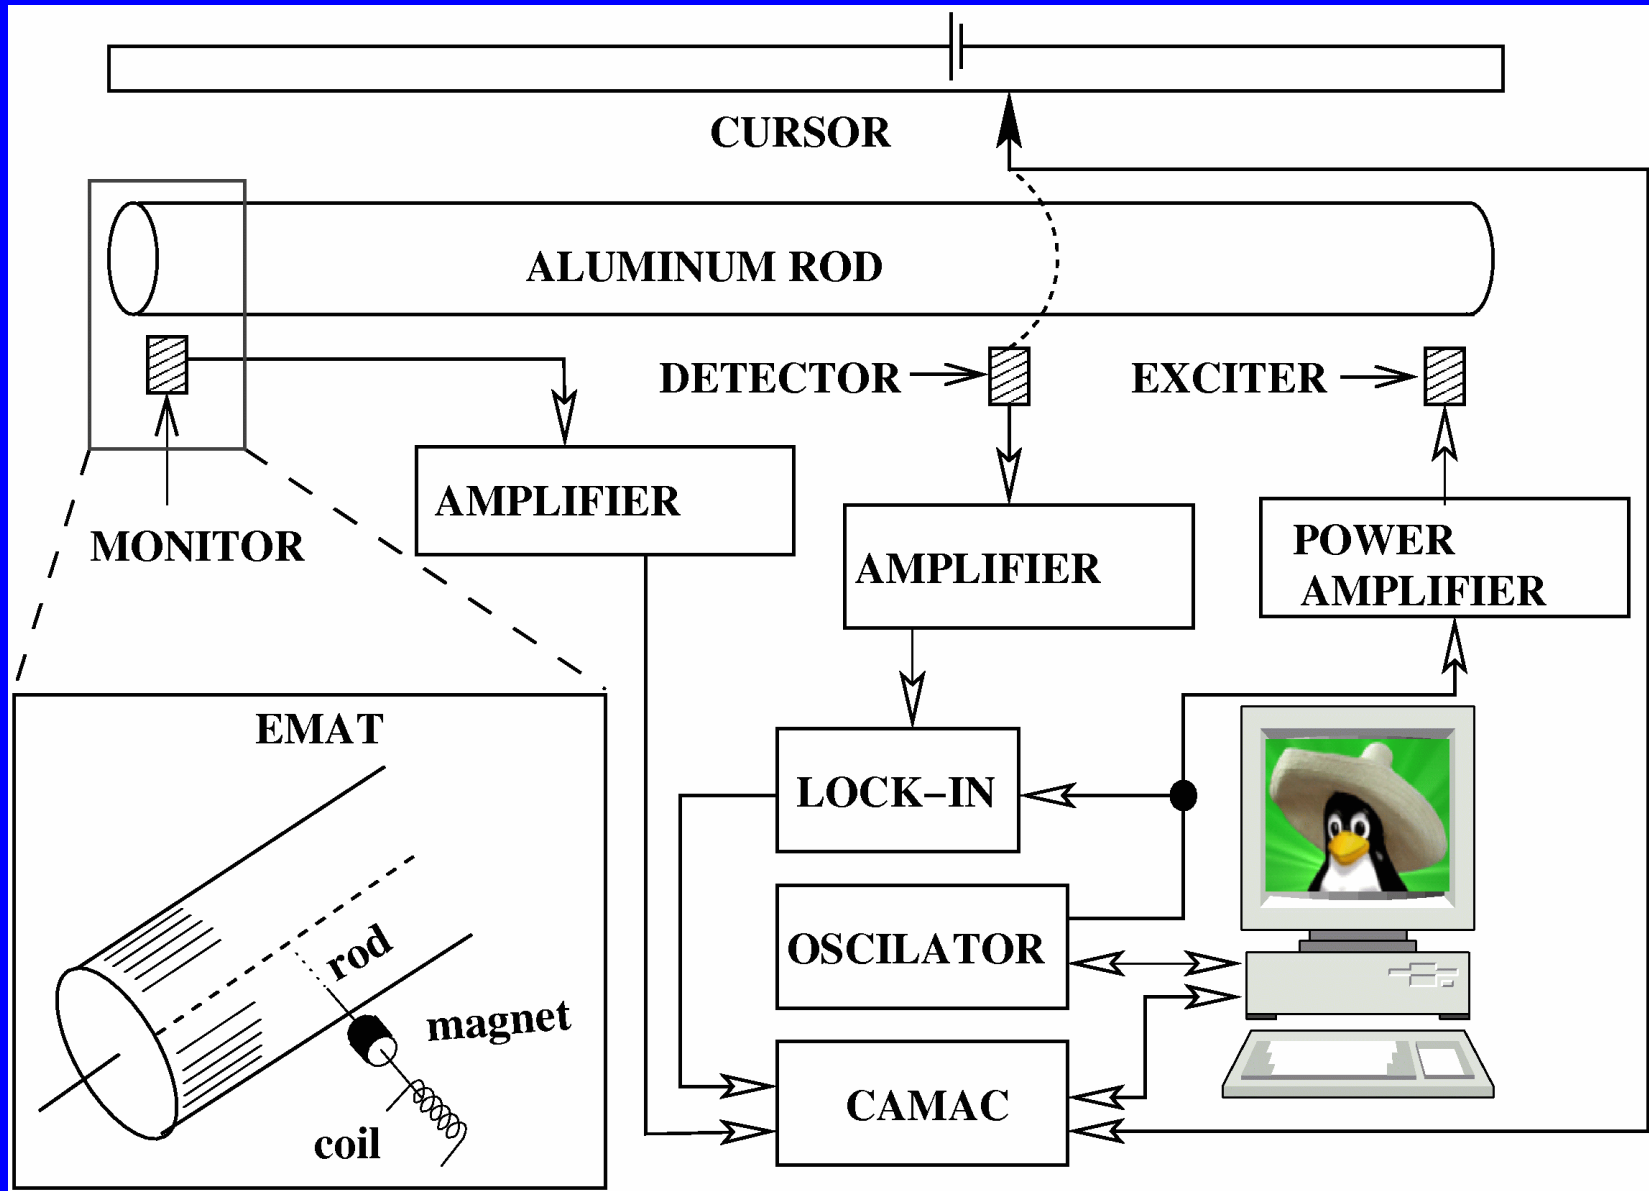 CURSOR
ALUMINUM ROD
DETECTOR
EXCITER
AMPLIFIER
MONITOR
AMPLIFIER
POWER
AMPLIFIER
EMAT
LOCK–IN
rod
OSCILATOR
magnet
CAMAC
coil